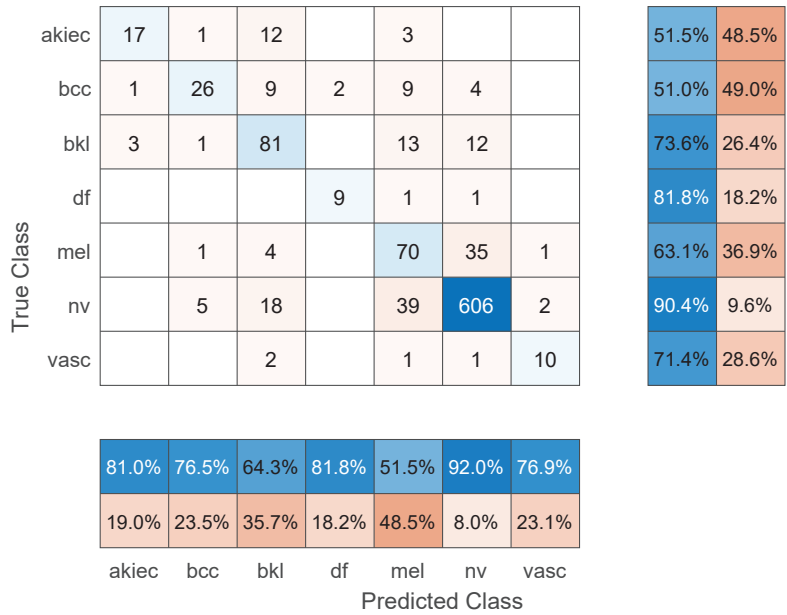 akiec 17 1 12 3 51.5% 48.5%
bcc 1 26 9 2 9 4 51.0% 49.0%
bkl 3 1 81 13 12 73.6% 26.4%
df 9 1 1 81.8% 18.2%
mel 1 4 70 35 1 63.1% 36.9%
nv 5 18 39 606 2 90.4% 9.6%
vasc 2 1 1 10 71.4% 28.6%
True Class
81.0% 76.5% 64.3% 81.8% 51.5% 92.0% 76.9%
19.0% 23.5% 35.7% 18.2% 48.5% 8.0% 23.1%
akiec bcc bkl df mel nv vasc
Predicted Class